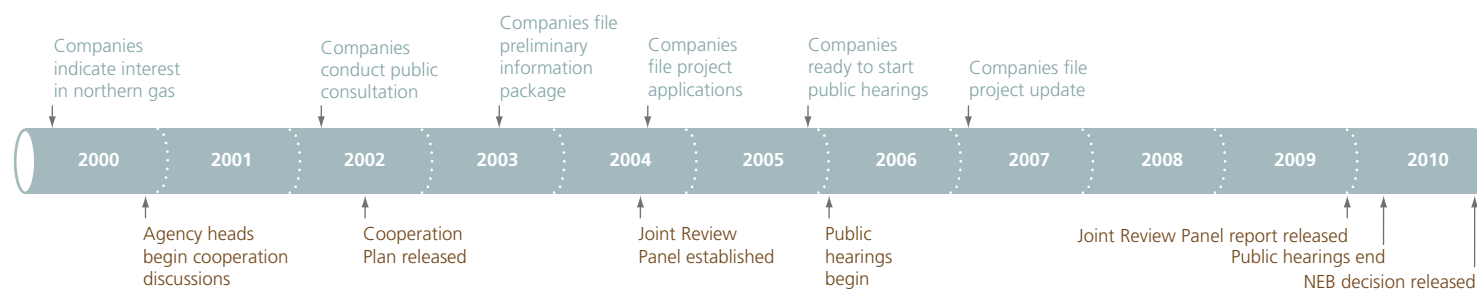 Companies
indicate interest
in northern gas
Companies
conduct public
consultation
Companies file
preliminary
information
package
Companies
file project
applications
Companies
ready to start
public hearings
Companies file
project update
2000
2001
2002
2003
2004
2005
2006
2007
2008
2009
2010
Agency heads
begin cooperation
discussions
Cooperation
Plan released
Joint Review
Panel established
Public
hearings
begin
Joint Review Panel report released
Public hearings end
NEB decision released